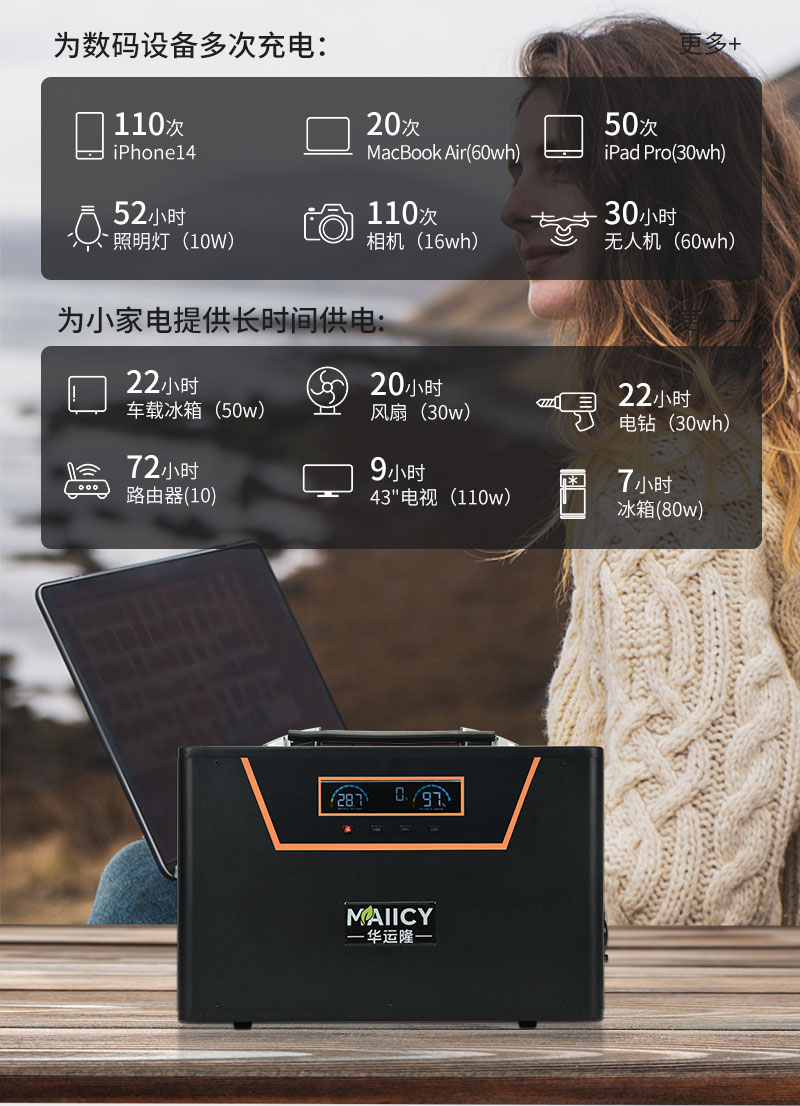 为数码设备多次充电：
更多+
110次
iPhone14
20次
MacBook Air(60wh)
50次
iPad Pro(30wh)
52小时
照明灯（10W）
110次
相机（16wh）
30小时
无人机（60wh）
为小家电提供长时间供电:
更多+
22小时
车载冰箱（50w）
20小时
风扇（30w）
22小时
电钻（30wh）
72小时
路由器(10)
9小时
43"电视（110w）
7小时
冰箱(80w)
28.7
0
97
MAIICY
华运隆